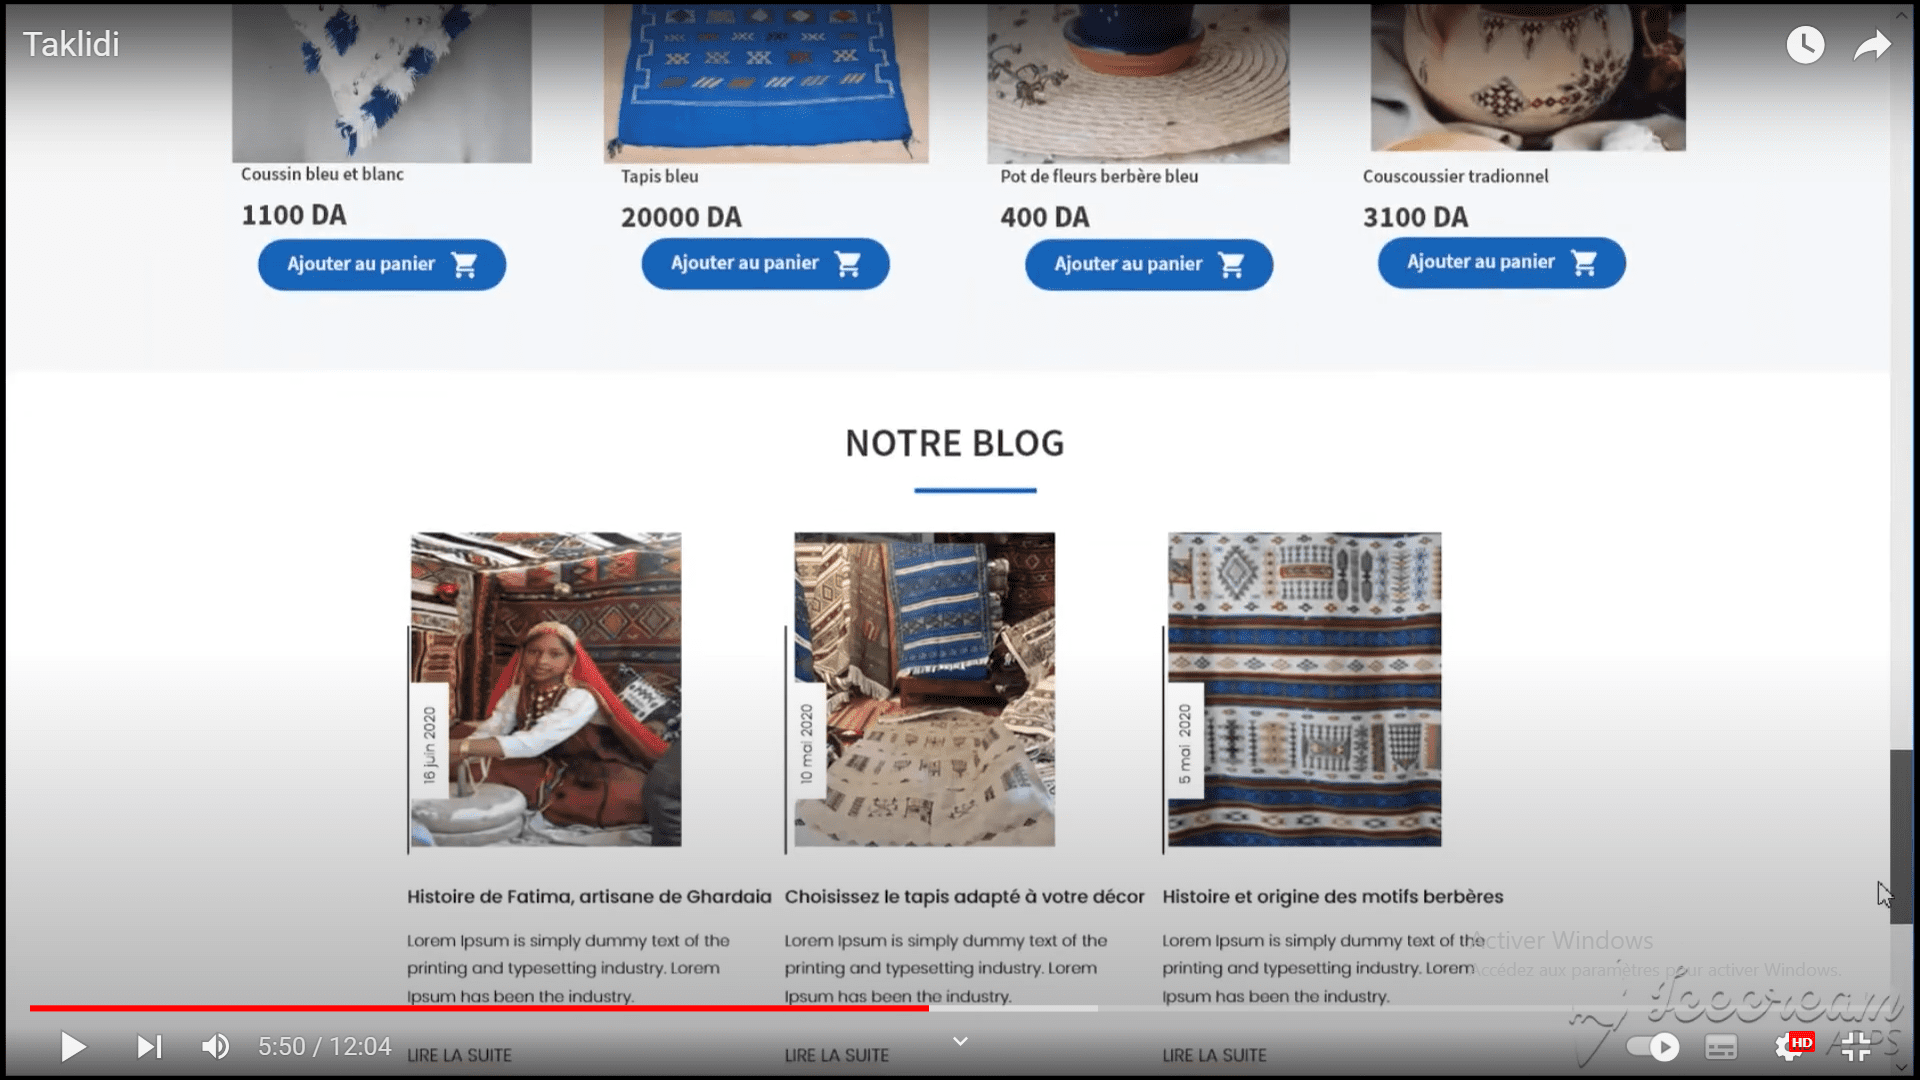 Taklidi
Coussin bleu et blanc
1100 DA
Ajouter au panier
Tapis bleu
20000 DA
Ajouter au panier
Pot de fleurs berbère bleu
400 DA
Ajouter au panier
Couscoussier tradionnel
3100 DA
Ajouter au panier
NOTRE BLOG
16 juin 2020
Histoire de Fatima, artisane de Ghardaia
Lorem Ipsum is simply dummy text of the
printing and typesetting industry. Lorem
Ipsum has been the industry.
LIRE LA SUITE
10 mai 2020
Choisissez le tapis adapté à votre décor
Lorem Ipsum is simply dummy text of the
printing and typesetting industry. Lorem
Ipsum has been the industry.
LIRE LA SUITE
5 mai 2020
Histoire et origine des motifs berbères
Lorem Ipsum is simply dummy text of the
printing and typesetting industry. Lorem
Ipsum has been the industry.
LIRE LA SUITE
Activer Windows
Accédez aux paramètres pour activer Windows.
Icecream
APPS
5:50 / 12:04
HD